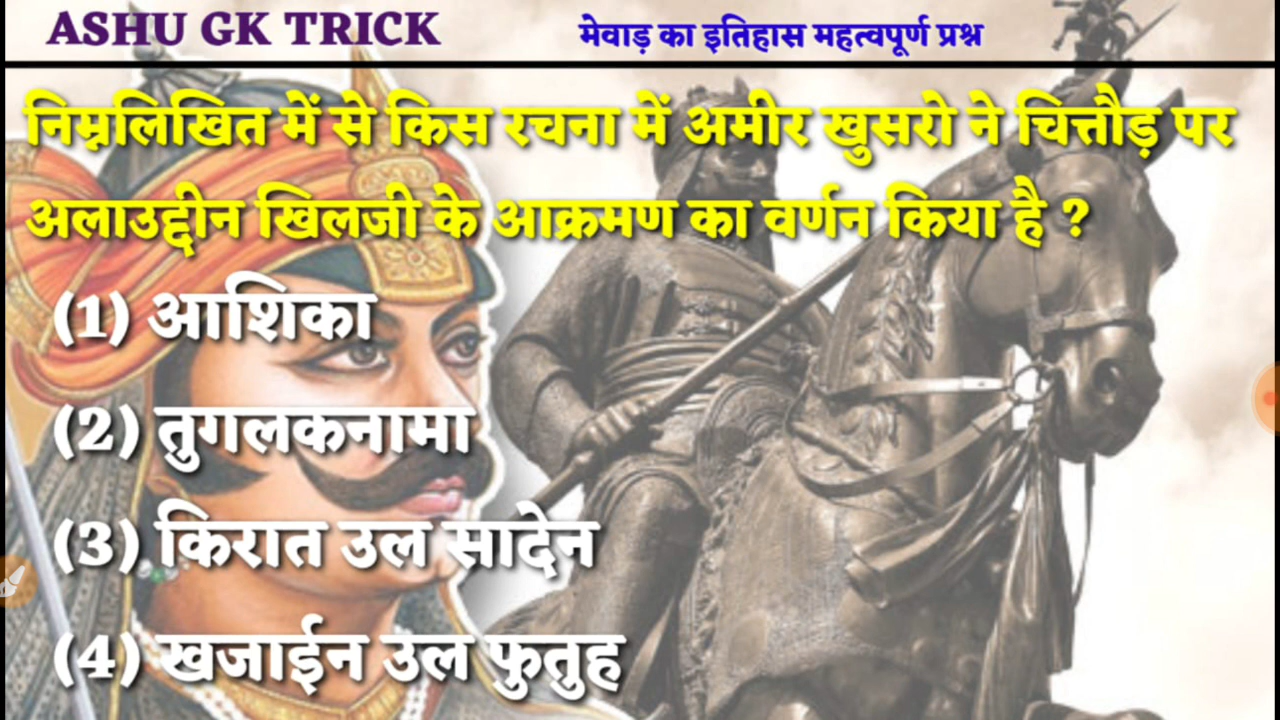 ASHU GK TRICK
मेवाड़ का इतिहास महत्वपूर्ण प्रश्न
निम्नलिखित में से किस रचना में अमीर खुसरो ने चित्तौड़ पर
अलाउद्दीन खिलजी के आक्रमण का वर्णन किया है ?
(1) आशिका
(2) तुगलकनामा
(3) किरात उल सादेन
(4) खजाईन उल फुतुह